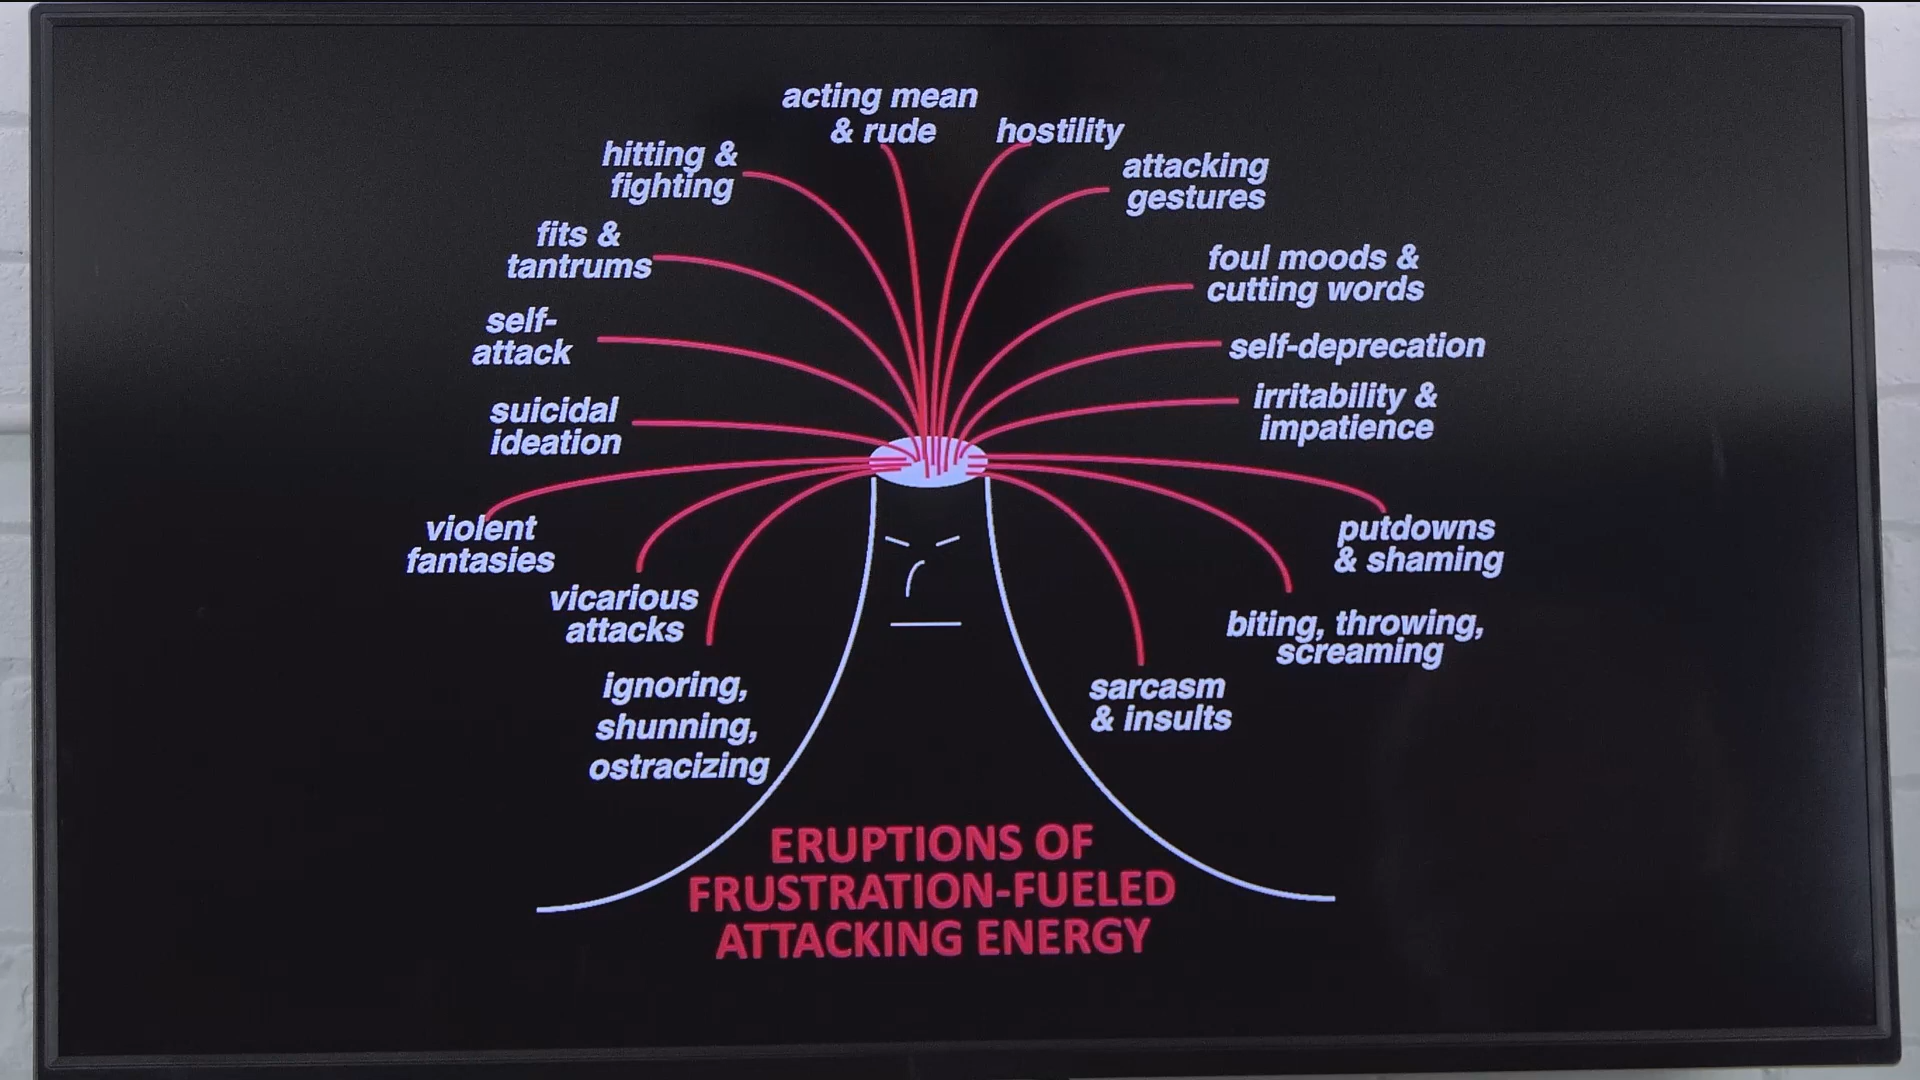 acting mean
& rude
hostility
hitting &
fighting
attacking
gestures
fits &
tantrums
foul moods &
cutting words
self-
attack
self-deprecation
suicidal
ideation
irritability &
impatience
violent
fantasies
putdowns
& shaming
vicarious
attacks
biting, throwing,
screaming
ignoring,
shunning,
ostracizing
sarcasm
& insults
ERUPTIONS OF
FRUSTRATION-FUELED
ATTACKING ENERGY